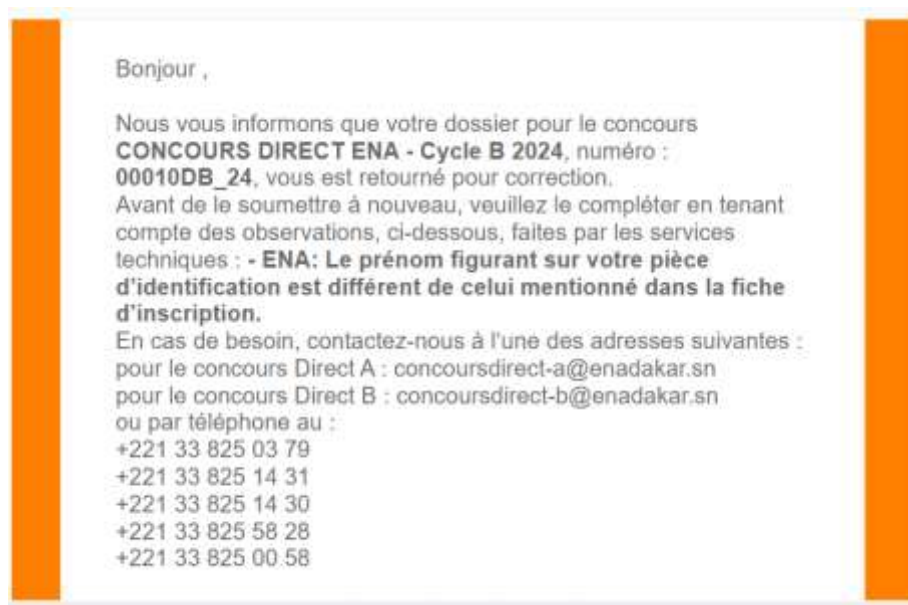 Bonjour ,
Nous vous informons que votre dossier pour le concours
CONCOURS DIRECT ENA - Cycle B 2024, numéro :
00010DB_24, vous est retourné pour correction.
Avant de le soumettre à nouveau, veuillez le compléter en tenant
compte des observations, ci-dessous, faites par les services
techniques : - ENA: Le prénom figurant sur votre pièce
d'identification est différent de celui mentionné dans la fiche
d'inscription.
En cas de besoin, contactez-nous à l'une des adresses suivantes :
pour le concours Direct A : concoursdirect-a@enadakar.sn
pour le concours Direct B : concoursdirect-b@enadakar.sn
ou par téléphone au :
+221 33 825 03 79
+221 33 825 14 31
+221 33 825 14 30
+221 33 825 58 28
+221 33 825 00 58